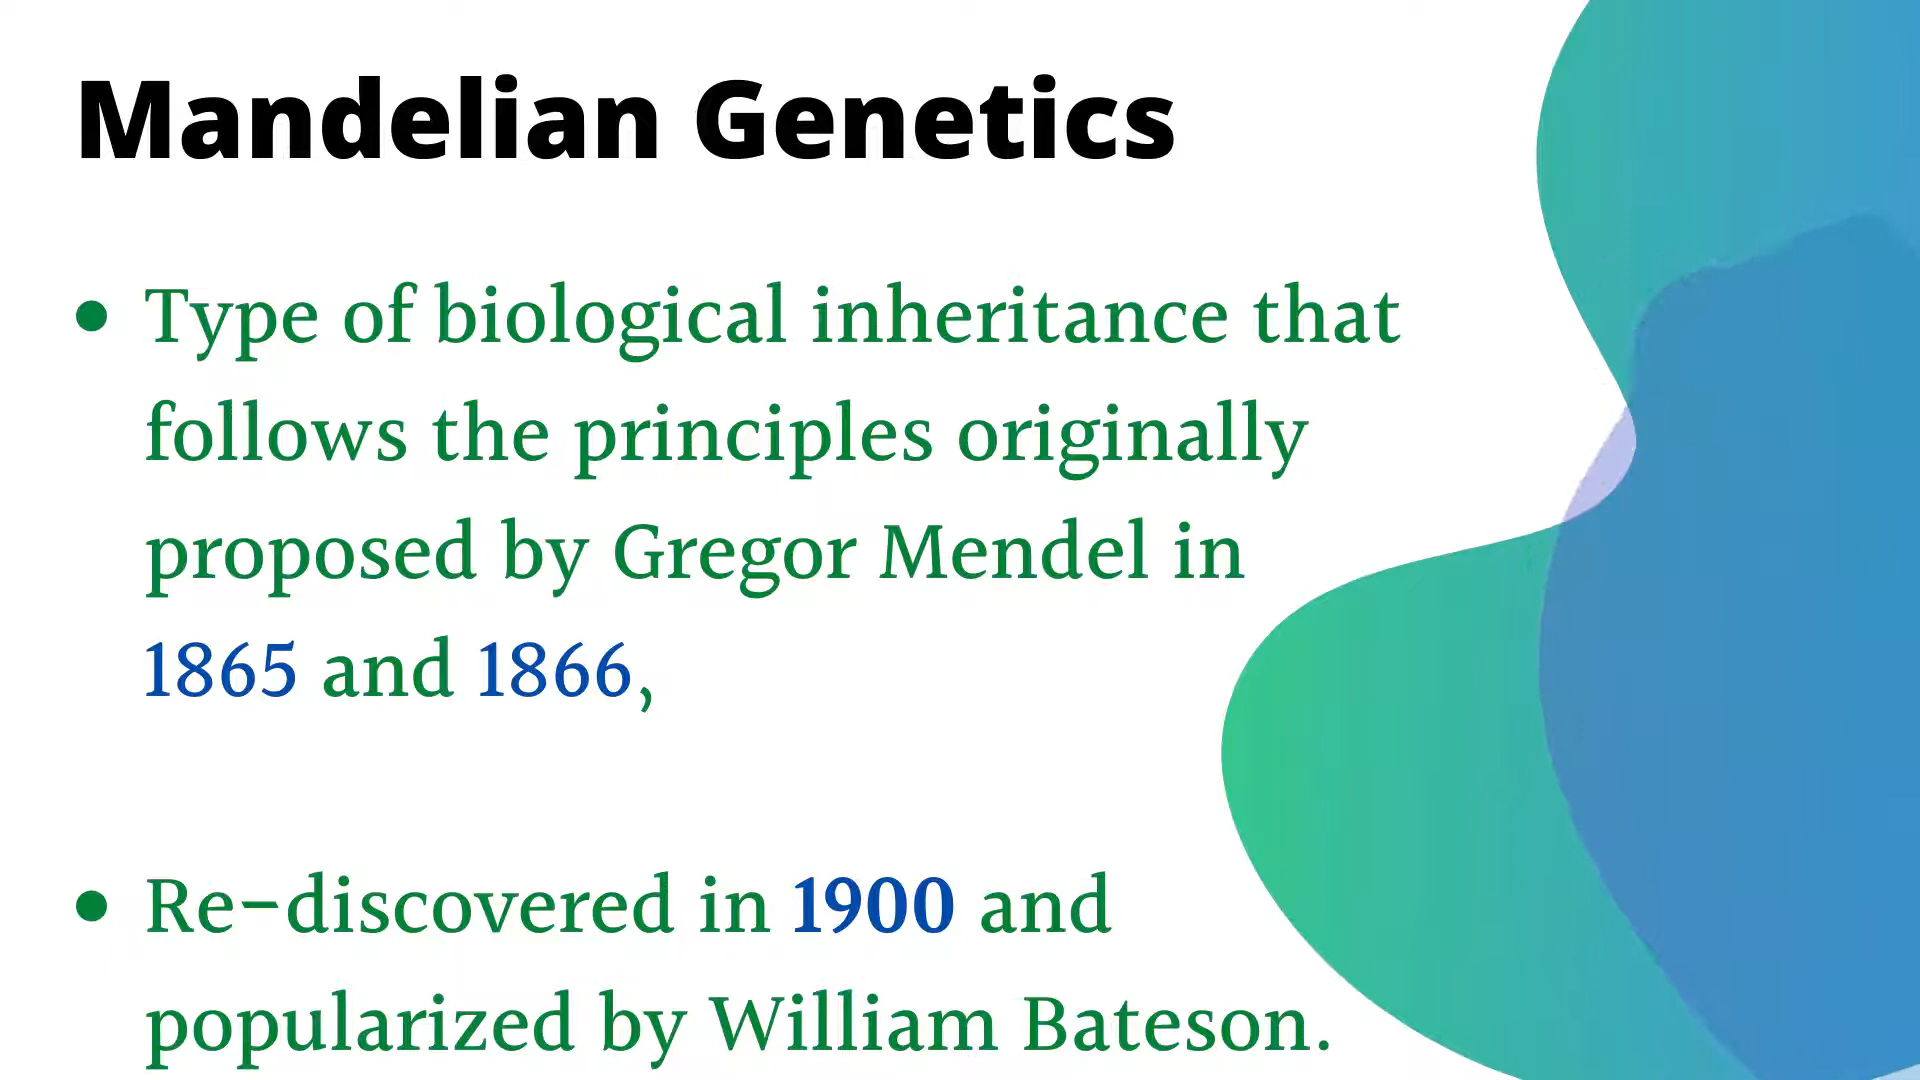 Mandelian Genetics
• Type of biological inheritance that
follows the principles originally
proposed by Gregor Mendel in
1865 and 1866,
• Re-discovered in 1900 and
popularized by William Bateson.